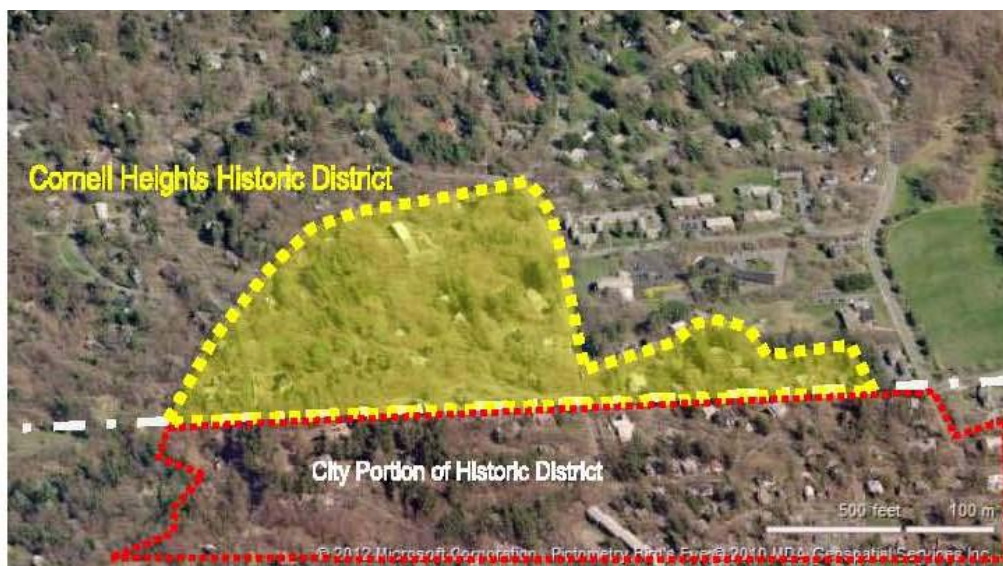 Cornell Heights Historic District
City Portion of Historic District
500 feet 100 m
© 2012 Microsoft Corporation Pictometry Bird's Eye © 2010 MDA Geospatial Services Inc.